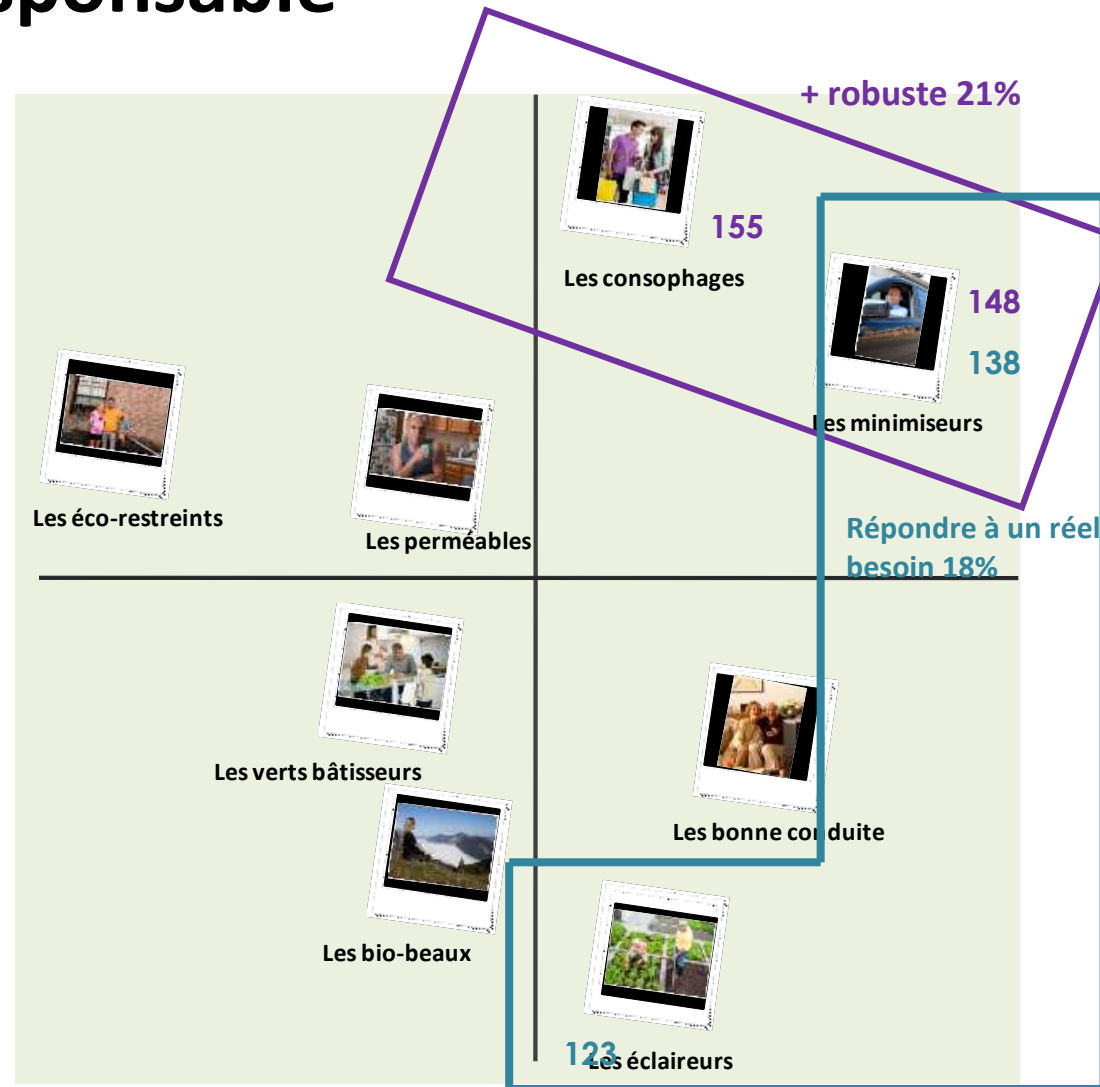 sponsable
+ robuste 21%
155
Les consophages
148
138
Les minimiseurs
Les éco-restreints
Les perméables
Répondre à un réel
besoin 18%
Les verts bâtisseurs
Les bonne conduite
Les bio-beaux
123
Les éclaireurs